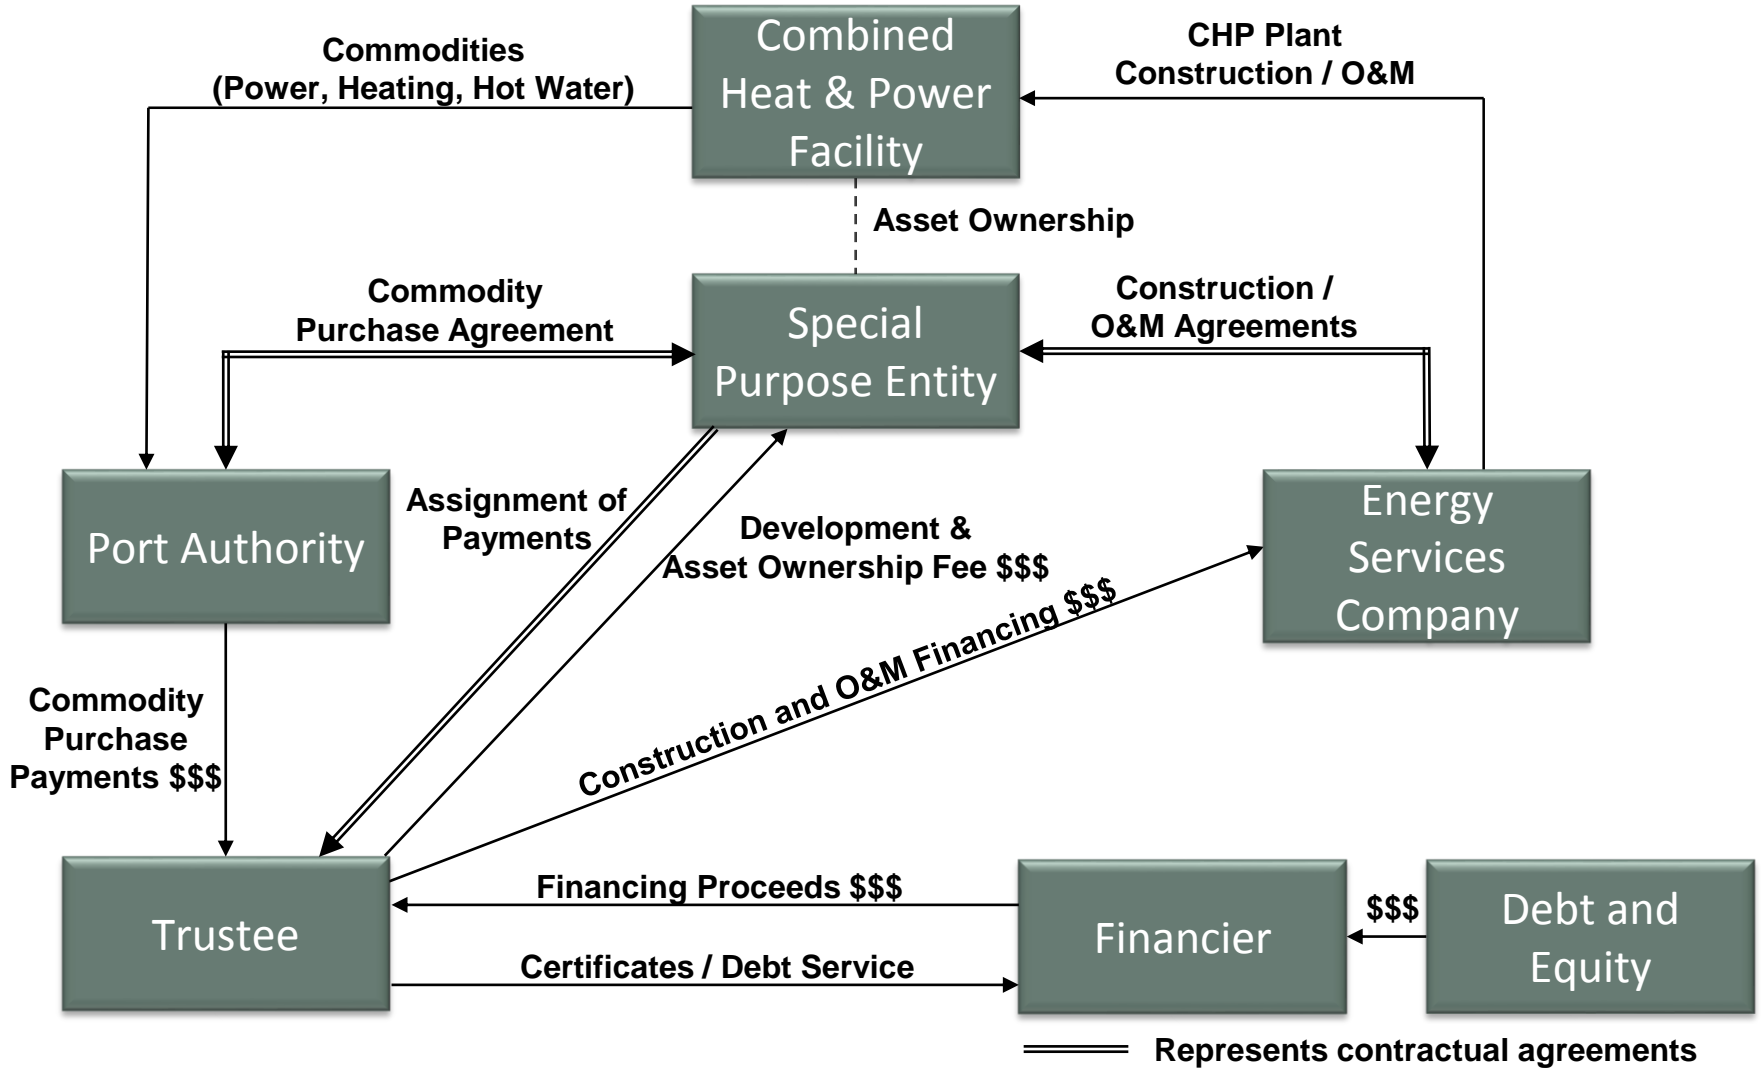 Combined
Heat & Power
Facility
Commodities
(Power, Heating, Hot Water)
CHP Plant
Construction / O&M
Asset Ownership
Commodity
Purchase Agreement
Special
Purpose Entity
Construction /
O&M Agreements
Port Authority
Assignment of
Payments
Development &
Asset Ownership Fee $$$
Energy
Services
Company
Construction and O&M Financing $$$
Commodity
Purchase
Payments $$$
Trustee
Financing Proceeds $$$
Certificates / Debt Service
Financier
$$$
Debt and
Equity
Represents contractual agreements